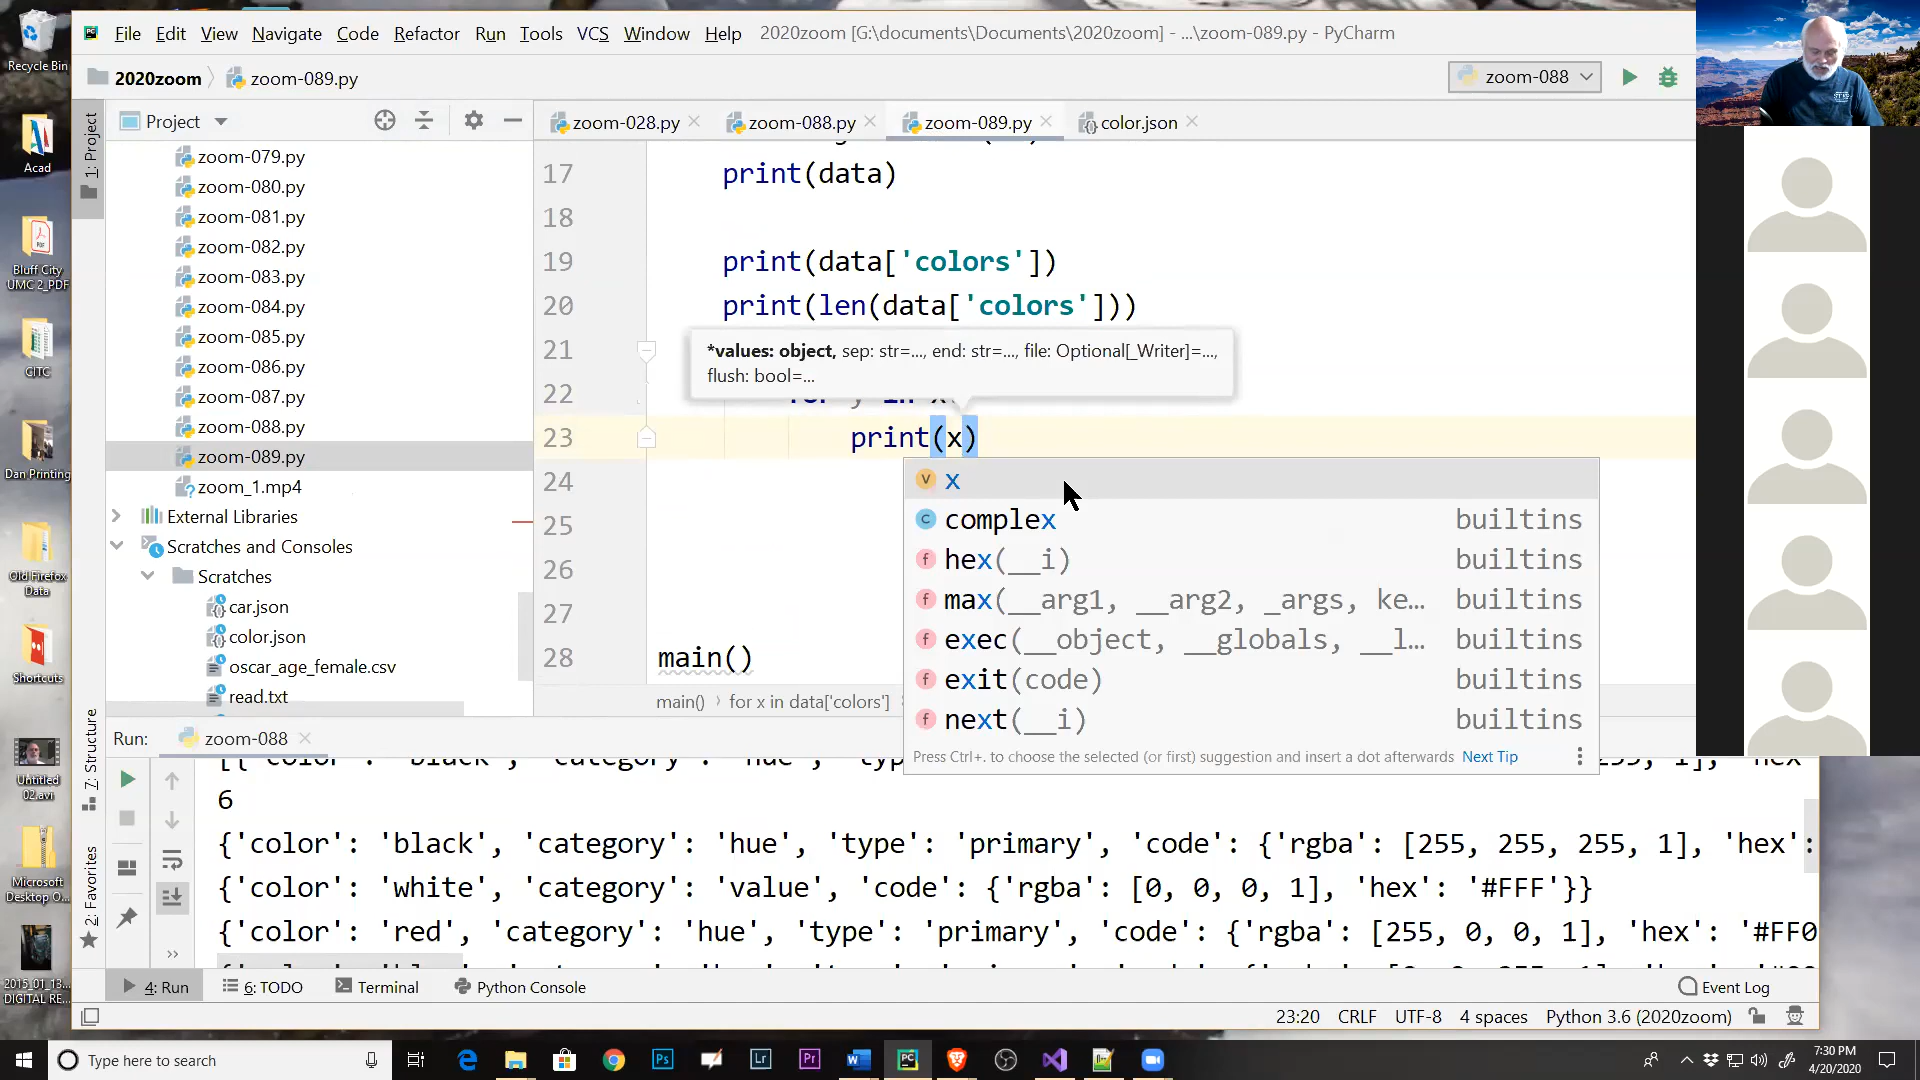 Recycle Bin
Acad
Bluff City
UMC 2_PDF
CITC
Dan Printing
Old Firefox
Data
Shortcuts
Untitled
02.avi
Microsoft
Desktop O...
2015_01_13...
DIGITAL RE...
File Edit View Navigate Code Refactor Run Tools VCS Window Help 2020zoom [G:\documents\Documents\2020zoom] - ...\zoom-089.py - PyCharm
2020zoom zoom-089.py zoom-088
1: Project
Project
zoom-028.py zoom-088.py zoom-089.py color.json
zoom-079.py
zoom-080.py
zoom-081.py
zoom-082.py
zoom-083.py
zoom-084.py
zoom-085.py
zoom-086.py
zoom-087.py
zoom-088.py
zoom-089.py
zoom_1.mp4
External Libraries
Scratches and Consoles
Scratches
car.json
color.json
oscar_age_female.csv
read.txt
17 print(data)
18
19 print(data['colors'])
20 print(len(data['colors']))
21
*values: object, sep: str=..., end: str=..., file: Optional[_Writer]=...,
flush: bool=...
22 for y in x
23 print(x)
24
25
26
27
28 main()
x
complex builtins
hex(__i) builtins
max(__arg1, __arg2, _args, ke... builtins
exec(__object, __globals, __l... builtins
exit(code) builtins
next(__i) builtins
Press Ctrl+. to choose the selected (or first) suggestion and insert a dot afterwards Next Tip
main() for x in data['colors']
7: Structure
2: Favorites
Run: zoom-088
[{'color': 'black', 'category': 'hue', 'typ 255, 1], 'hex
6
{'color': 'black', 'category': 'hue', 'type': 'primary', 'code': {'rgba': [255, 255, 255, 1], 'hex':
{'color': 'white', 'category': 'value', 'code': {'rgba': [0, 0, 0, 1], 'hex': '#FFF'}}
{'color': 'red', 'category': 'hue', 'type': 'primary', 'code': {'rgba': [255, 0, 0, 1], 'hex': '#FF0
4: Run 6: TODO Terminal Python Console Event Log
23:20 CRLF UTF-8 4 spaces Python 3.6 (2020zoom)
Type here to search
7:30 PM
4/20/2020